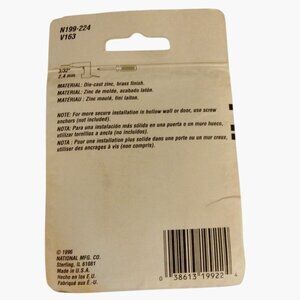 N199-224
V163
3/32"
2.4 mm
MATERIAL: Die-cast zinc, brass finish.
MATERIAL: Zinc de molde, acabado latón.
MATÉRIAU: Zinc moulé, fini laiton.
NOTE: For more secure installation in hollow wall or door, use screw
anchors (not included).
NOTA: Para una instalación más sólida en una puerta o un muro hueco,
utilizar tornillos a ancla (no incluidos).
NOTA : Pour une installation plus solide dans une porte ou un mur creux,
utiliser des ancrages à vis (non compris).
© 1996
NATIONAL MFG. CO.
Sterling, IL 61081
Made in U.S.A.
Hecho en los E.U.
Fabriqué aux E.-U.
0 38613 19922 4